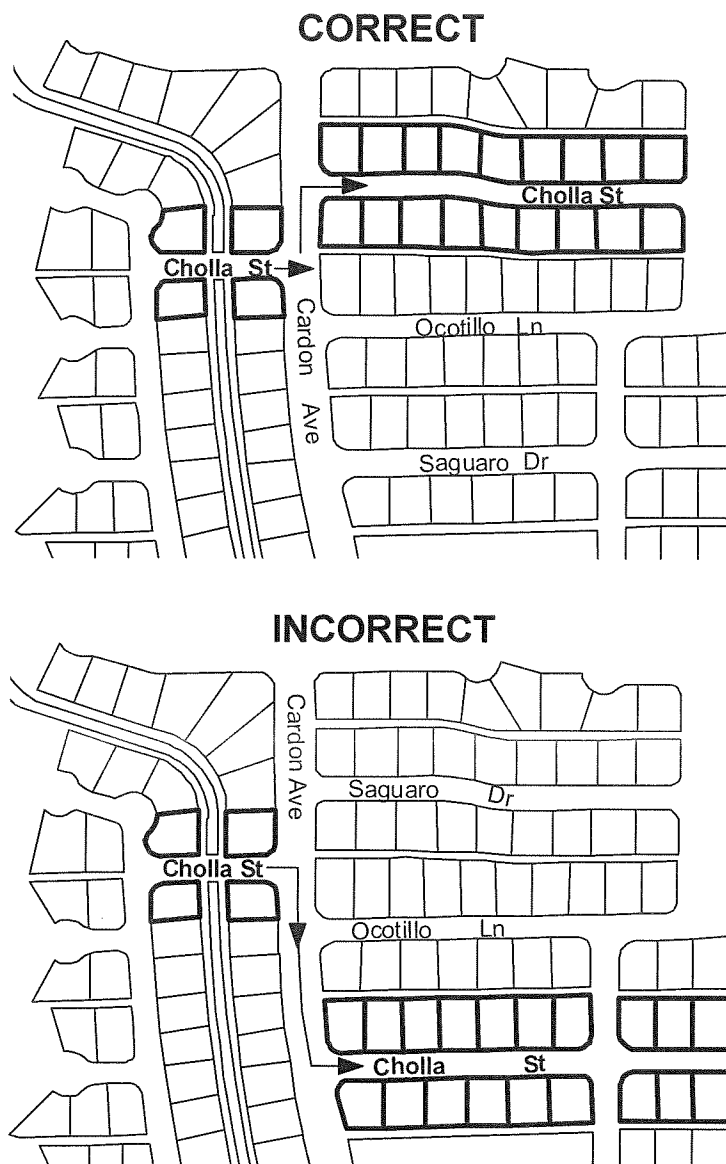 CORRECT
Cholla St
Cholla St
Cardon Ave
Ocotillo Ln
Saguaro Dr
INCORRECT
Cardon Ave
Saguaro Dr
Cholla St
Ocotillo Ln
Cholla St